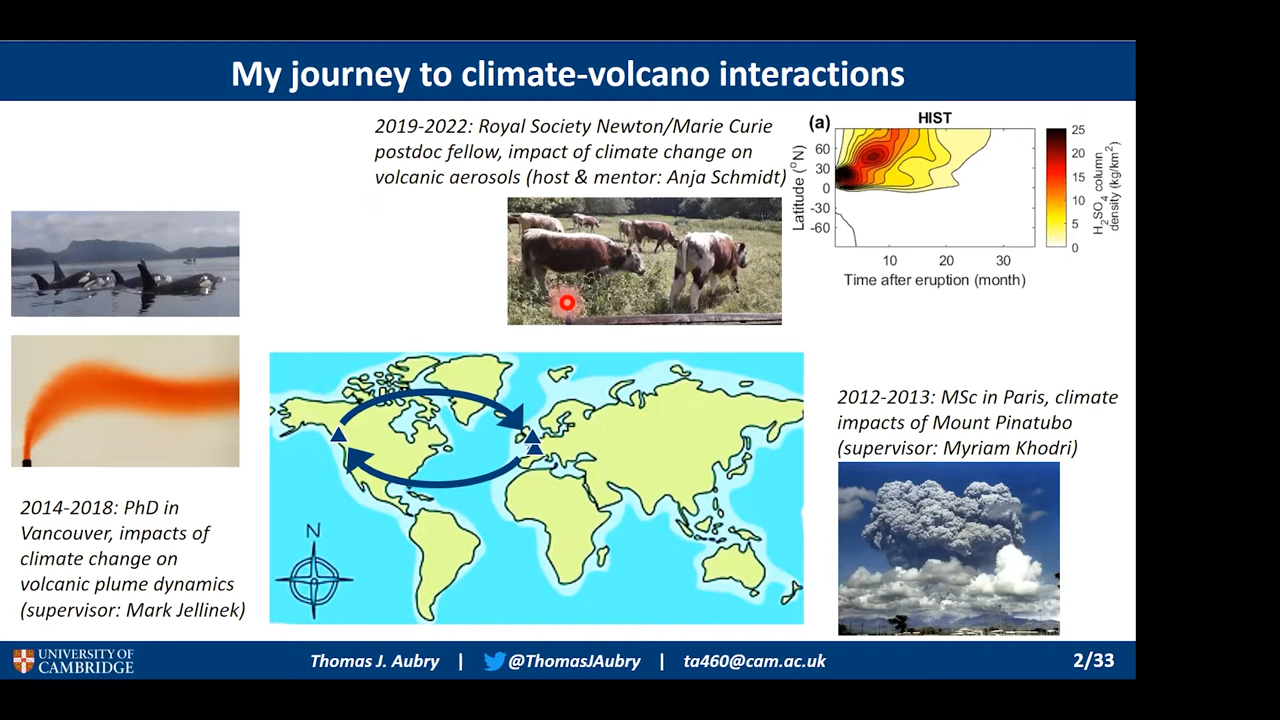 My journey to climate-volcano interactions
2019-2022: Royal Society Newton/Marie Curie
postdoc fellow, impact of climate change on
volcanic aerosols (host & mentor: Anja Schmidt)
(a)
HIST
Latitude (°N)
60
30
0
-30
-60
10
20
30
Time after eruption (month)
25
20
15
10
5
0
H2SO4 column
density (kg/km2)
2012-2013: MSc in Paris, climate
impacts of Mount Pinatubo
(supervisor: Myriam Khodri)
2014-2018: PhD in
Vancouver, impacts of
climate change on
volcanic plume dynamics
(supervisor: Mark Jellinek)
N
UNIVERSITY OF
CAMBRIDGE
Thomas J. Aubry | @ThomasJAubry | ta460@cam.ac.uk
2/33